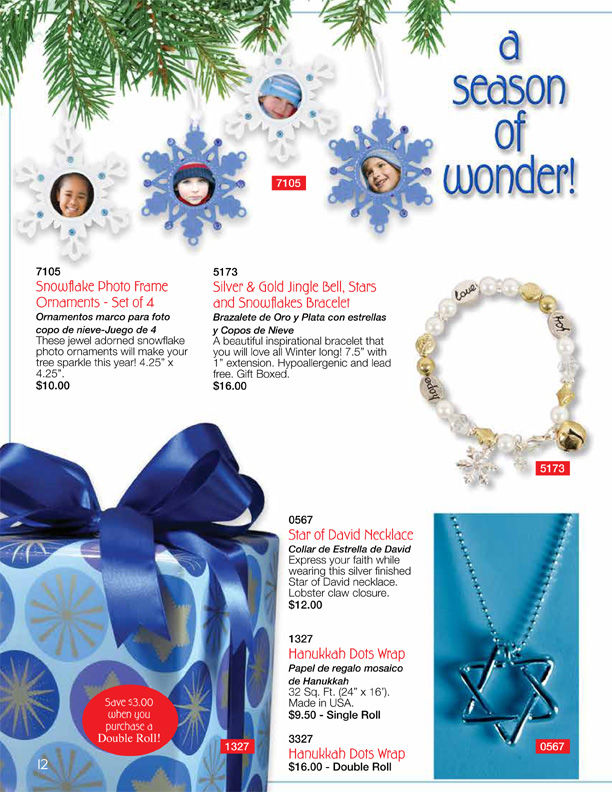 a
season
of
wonder!
7105
7105
Snowflake Photo Frame
Ornaments - Set of 4
Ornamentos marco para foto
copo de nieve-Juego de 4
These jewel adorned snowflake
photo ornaments will make your
tree sparkle this year! 4.25" x
4.25".
$10.00
5173
Silver & Gold Jingle Bell, Stars
and Snowflakes Bracelet
Brazalete de Oro y Plata con estrellas
y Copos de Nieve
A beautiful inspirational bracelet that
you will love all Winter long! 7.5" with
1" extension. Hypoallergenic and lead
free. Gift Boxed.
$16.00
love
joy
hope
5173
0567
Star of David Necklace
Collar de Estrella de David
Express your faith while
wearing this silver finished
Star of David necklace.
Lobster claw closure.
$12.00
1327
Hanukkah Dots Wrap
Papel de regalo mosaico
de Hanukkah
32 Sq. Ft. (24" x 16').
Made in USA.
$9.50 - Single Roll
3327
Hanukkah Dots Wrap
$16.00 - Double Roll
Save $3.00
when you
purchase a
Double Roll!
1327
0567
12